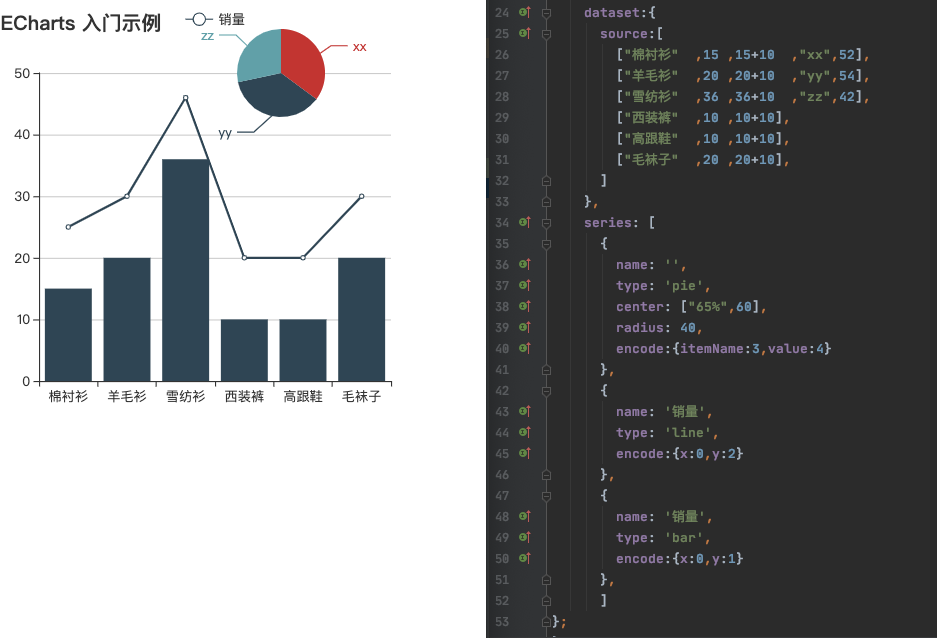 ECharts 入门示例
销量
zz
xx
yy
50
40
30
20
10
0
棉衬衫 羊毛衫 雪纺衫 西装裤 高跟鞋 毛袜子
24 dataset:{
25 source:[
26 ["棉衬衫" ,15 ,15+10 ,"xx",52],
27 ["羊毛衫" ,20 ,20+10 ,"yy",54],
28 ["雪纺衫" ,36 ,36+10 ,"zz",42],
29 ["西装裤" ,10 ,10+10],
30 ["高跟鞋" ,10 ,10+10],
31 ["毛袜子" ,20 ,20+10],
32 ]
33 },
34 series: [
35 {
36 name: '',
37 type: 'pie',
38 center: ["65%",60],
39 radius: 40,
40 encode:{itemName:3,value:4}
41 },
42 {
43 name: '销量',
44 type: 'line',
45 encode:{x:0,y:2}
46 },
47 {
48 name: '销量',
49 type: 'bar',
50 encode:{x:0,y:1}
51 },
52 ]
53 };